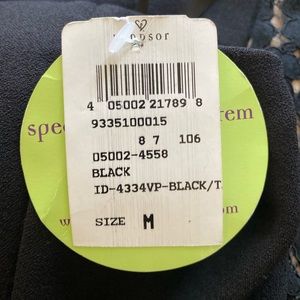 4 05002 21789 8
9335100015
8 7 106
05002-4558
BLACK
ID-4334VP-BLACK/T
SIZE M